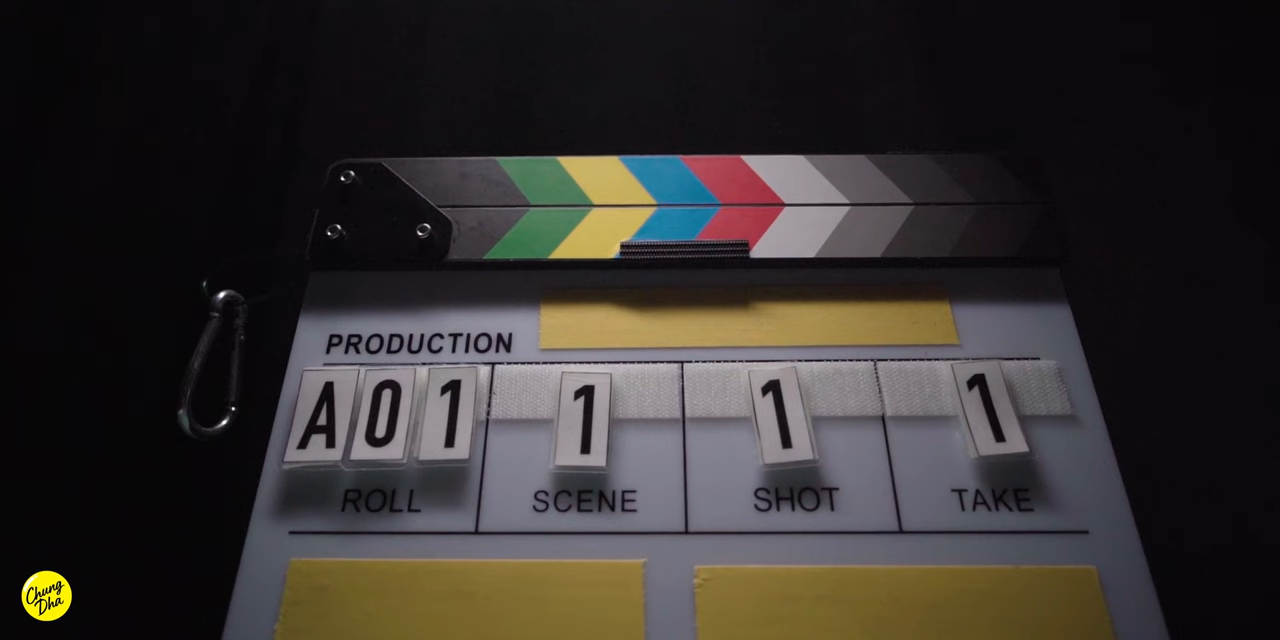 PRODUCTION
A01 1 1 1
ROLL SCENE SHOT TAKE
Chung
Dha